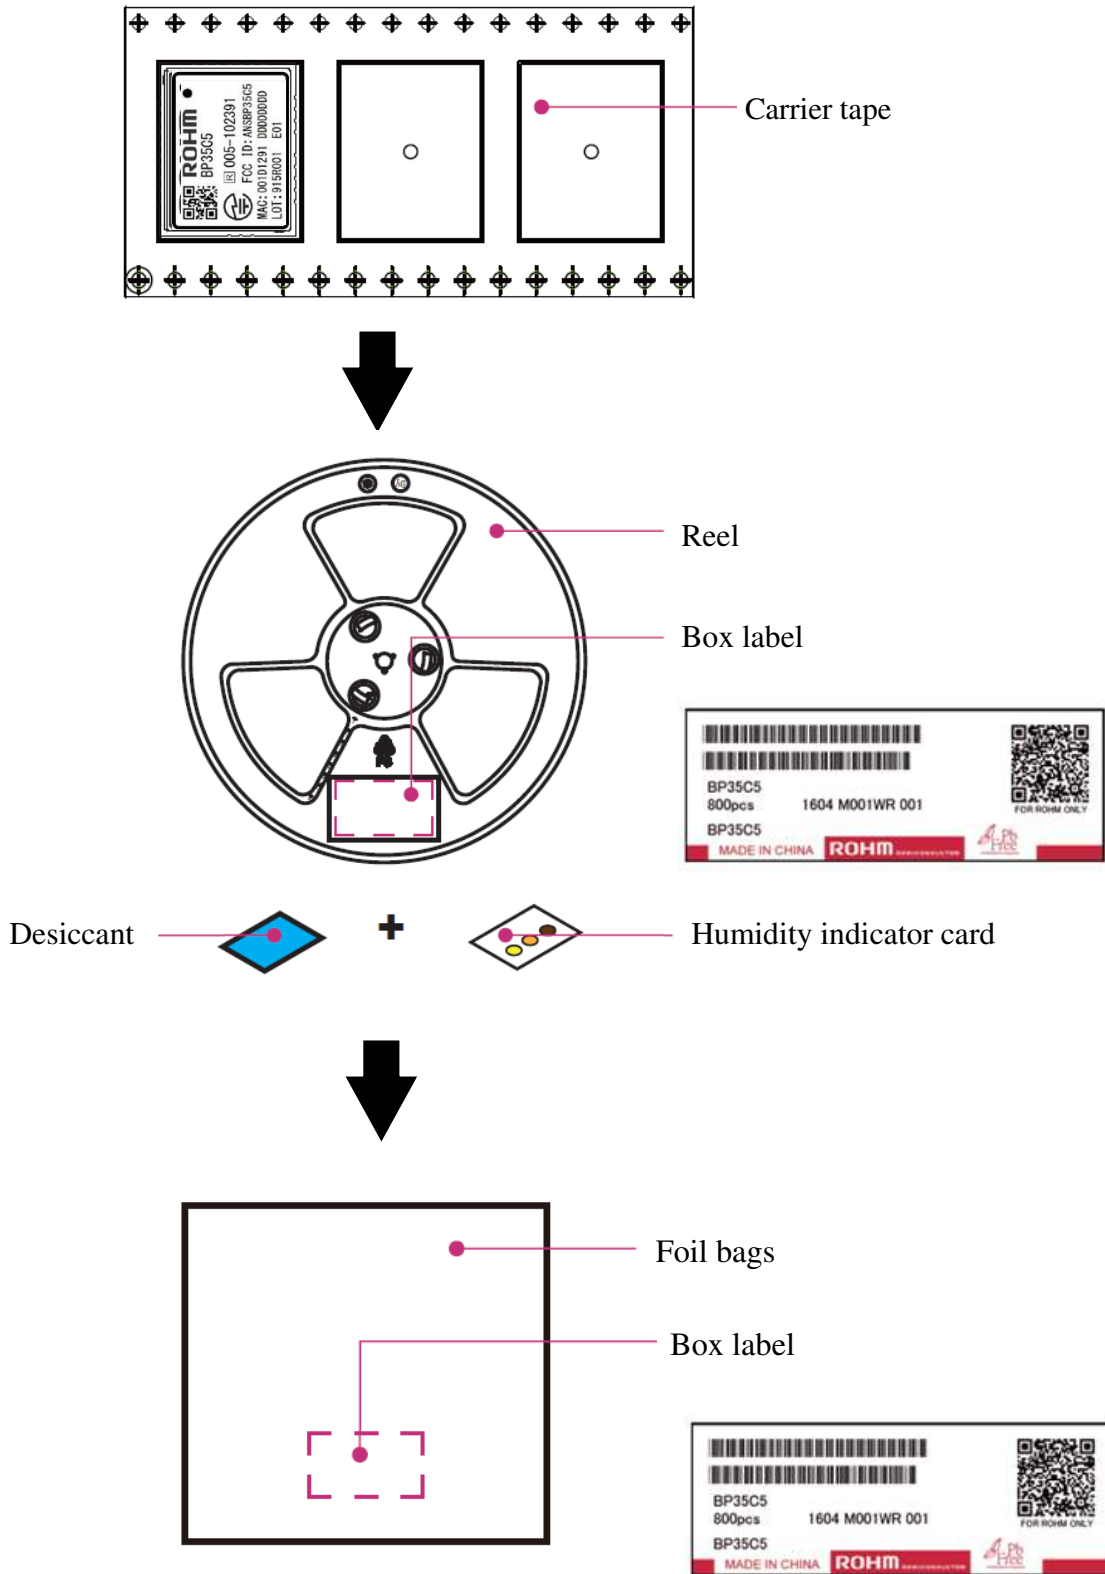 ROHM
BP35C5
R 005-102391
FCC ID:ANSBP35C5
MAC:001D1291 DDDDDDDD
LOT:915R001 E01
Carrier tape
Reel
Box label
BP35C5
800pcs 1604 M001WR 001
FOR ROHM ONLY
BP35C5
MADE IN CHINA ROHM SEMICONDUCTOR Pb Free
Desiccant + Humidity indicator card
Foil bags
Box label
BP35C5
800pcs 1604 M001WR 001
FOR ROHM ONLY
BP35C5
MADE IN CHINA ROHM SEMICONDUCTOR Pb Free